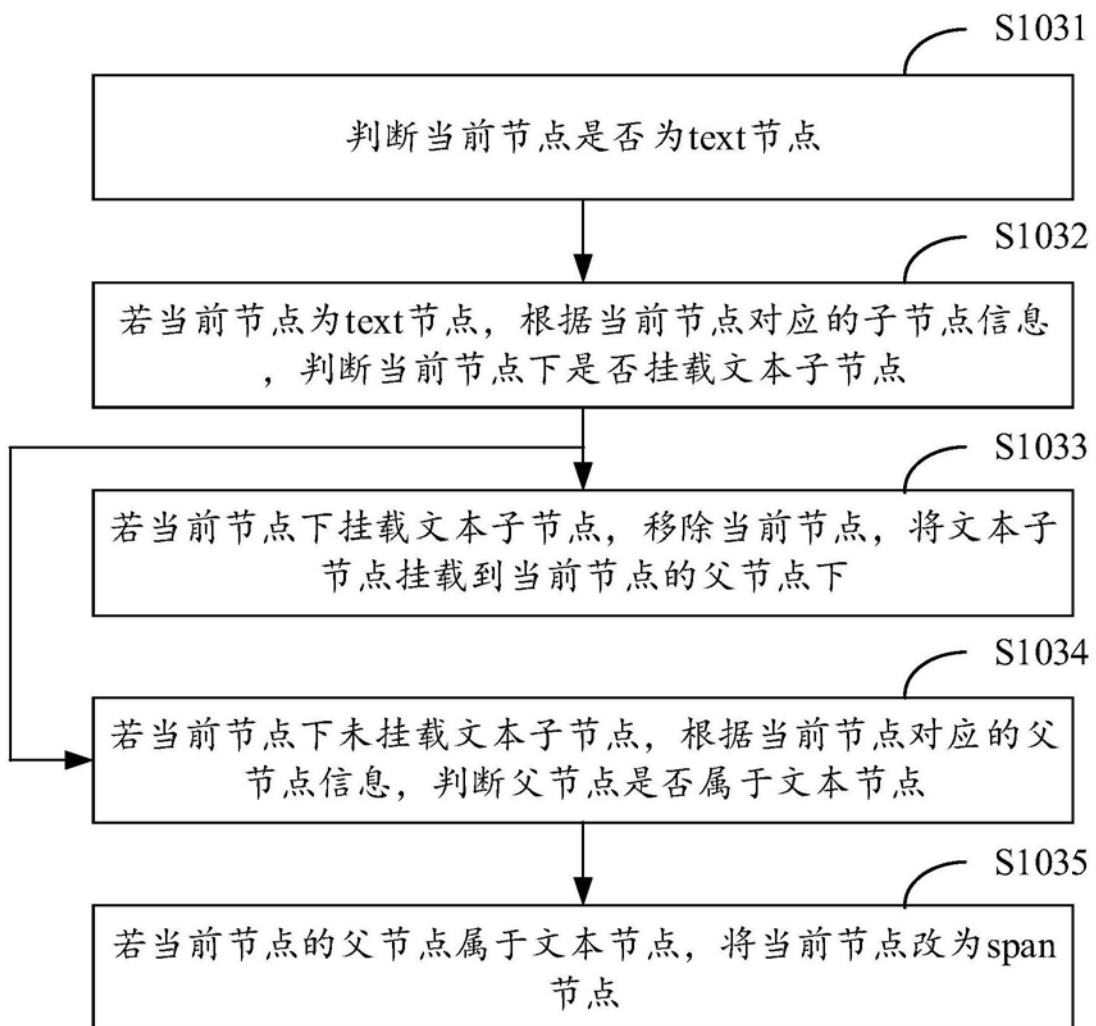 S1031
判断当前节点是否为text节点
S1032
若当前节点为text节点，根据当前节点对应的子节点信息
，判断当前节点下是否挂载文本子节点
S1033
若当前节点下挂载文本子节点，移除当前节点，将文本子
节点挂载到当前节点的父节点下
S1034
若当前节点下未挂载文本子节点，根据当前节点对应的父
节点信息，判断父节点是否属于文本节点
S1035
若当前节点的父节点属于文本节点，将当前节点改为span
节点